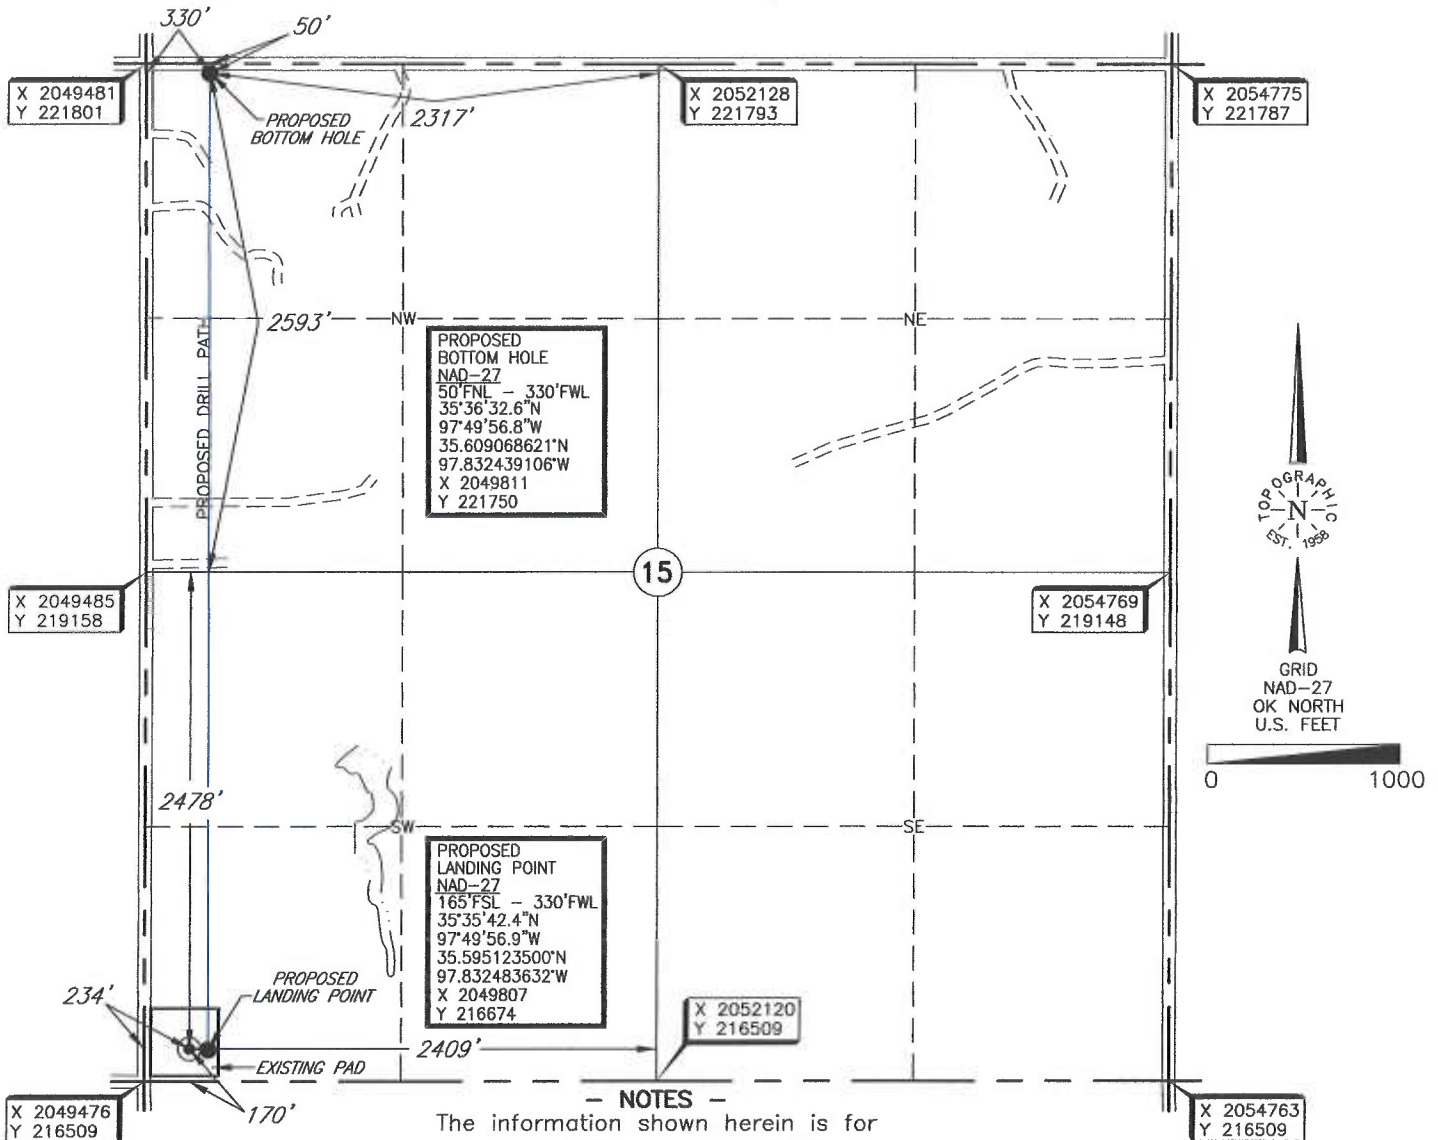 330'
50'
X 2049481
Y 221801
PROPOSED
BOTTOM HOLE
2317'
X 2052128
Y 221793
X 2054775
Y 221787
2593'
NW
NE
PROPOSED DRILL PATH
PROPOSED
BOTTOM HOLE
NAD-27
50'FNL - 330'FWL
35°36'32.6"N
97°49'56.8"W
35.609068621°N
97.832439106°W
X 2049811
Y 221750
TOPOGRAPHIC
N
EST. 1958
15
X 2049485
Y 219158
X 2054769
Y 219148
GRID
NAD-27
OK NORTH
U.S. FEET
0 1000
2478'
SW
SE
PROPOSED
LANDING POINT
NAD-27
165'FSL - 330'FWL
35°35'42.4"N
97°49'56.9"W
35.595123500°N
97.832483632°W
X 2049807
Y 216674
234'
PROPOSED
LANDING POINT
X 2052120
Y 216509
2409'
EXISTING PAD
170'
X 2049476
Y 216509
X 2054763
Y 216509
- NOTES -
The information shown herein is for